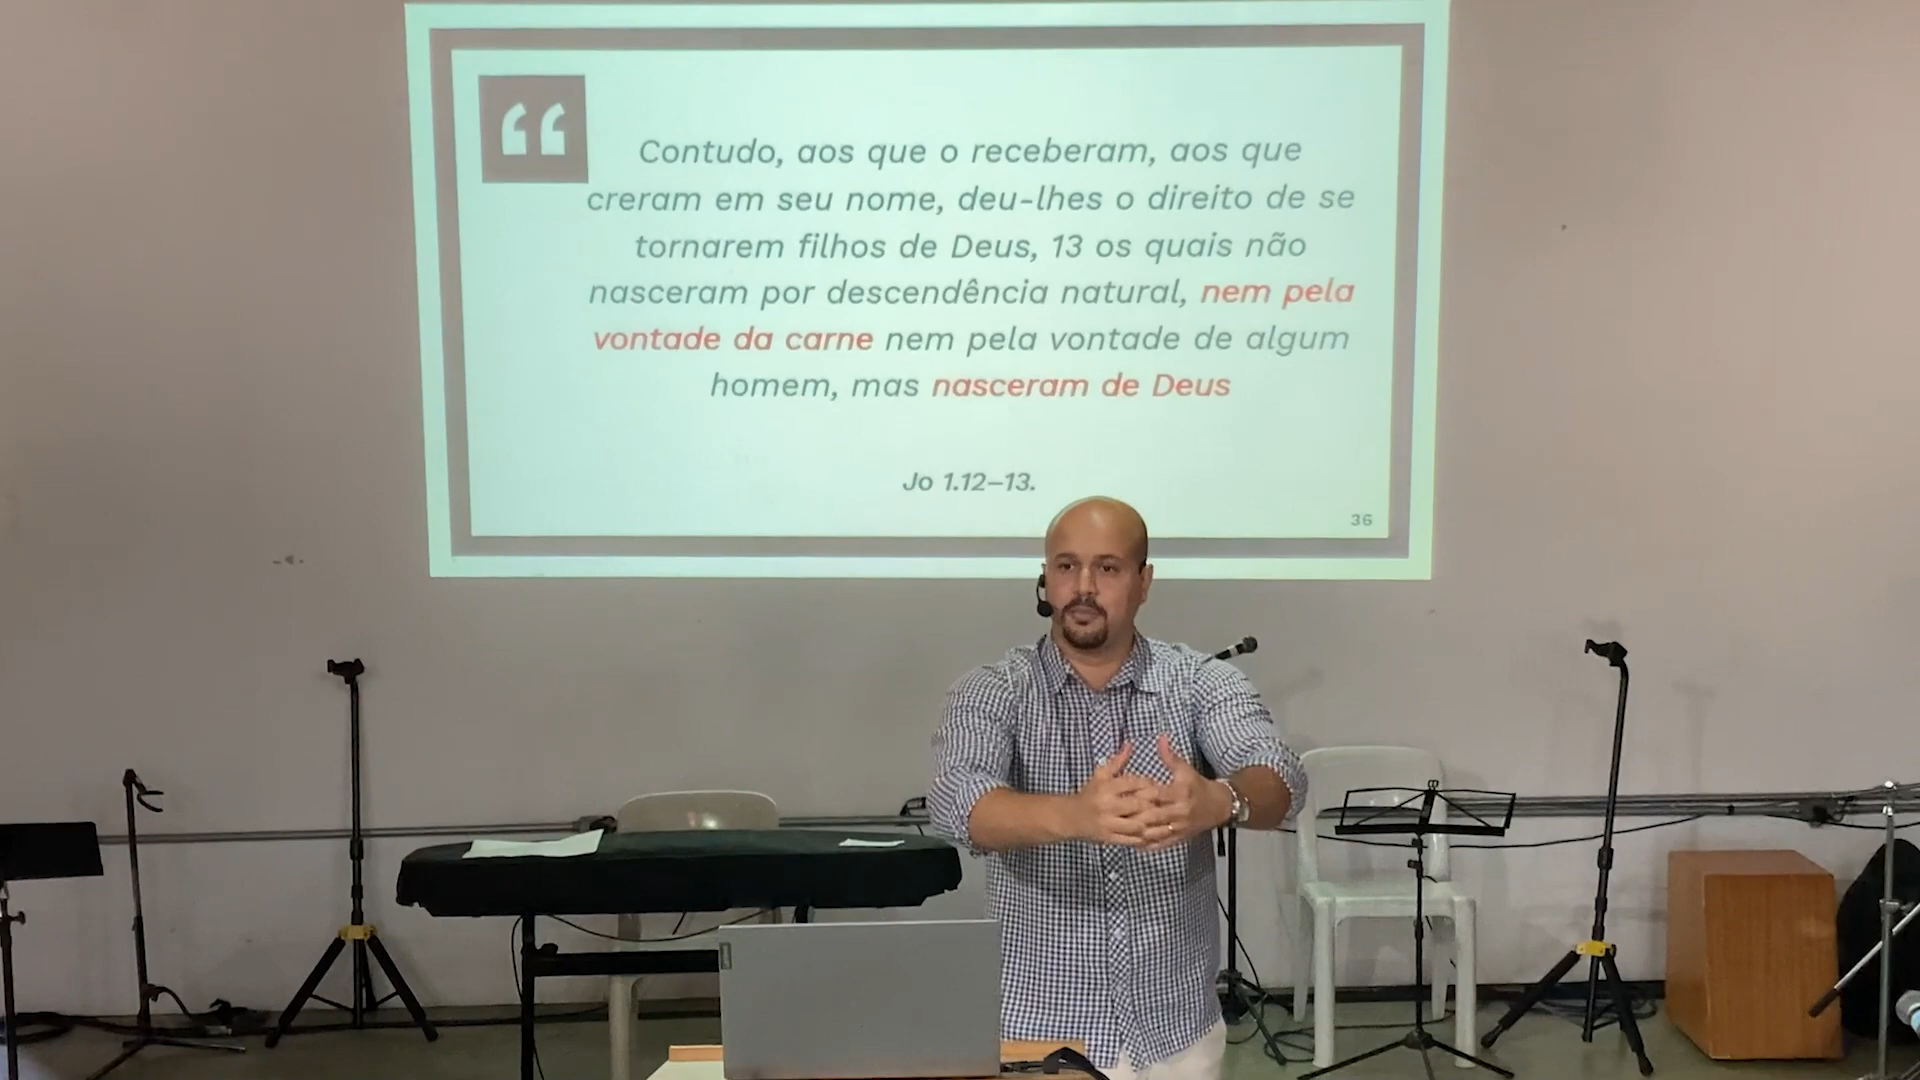 Contudo, aos que o receberam, aos que
creram em seu nome, deu-lhes o direito de se
tornarem filhos de Deus, 13 os quais não
nasceram por descendência natural, nem pela
vontade da carne nem pela vontade de algum
homem, mas nasceram de Deus
Jo 1.12–13.
36